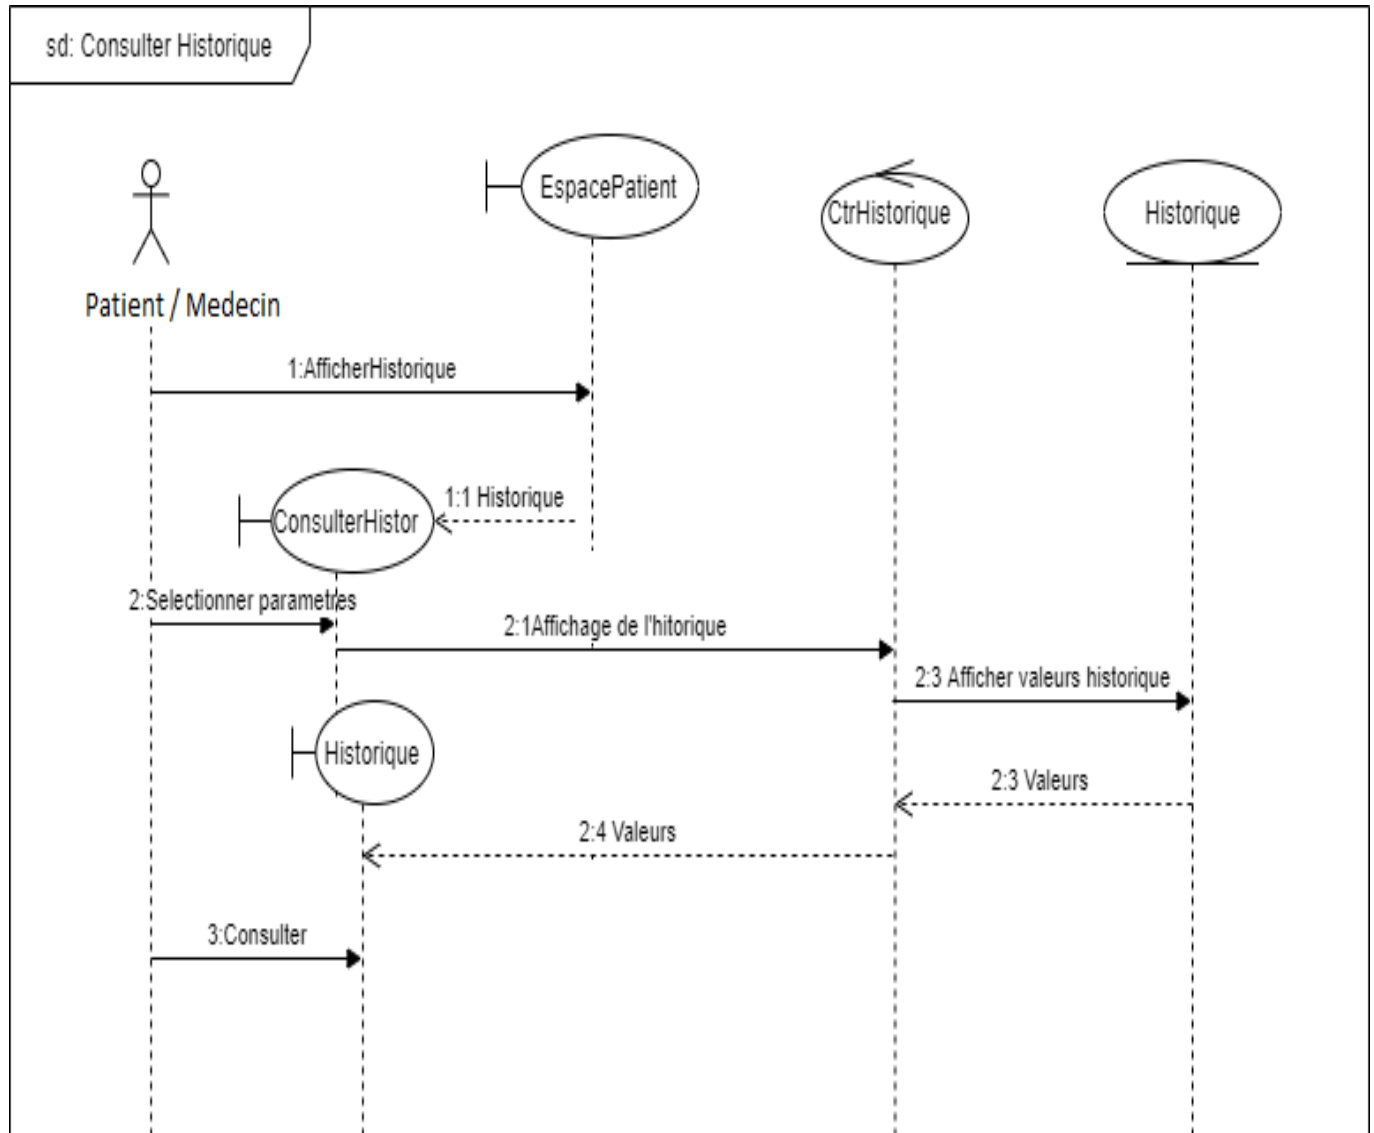 sd: Consulter Historique
EspacePatient
CtrHistorique
Historique
Patient / Medecin
1:AfficherHistorique
1:1 Historique
ConsulterHistor
2:Selectionner parametres
2:1Affichage de l'hitorique
2:3 Afficher valeurs historique
Historique
2:3 Valeurs
2:4 Valeurs
3:Consulter